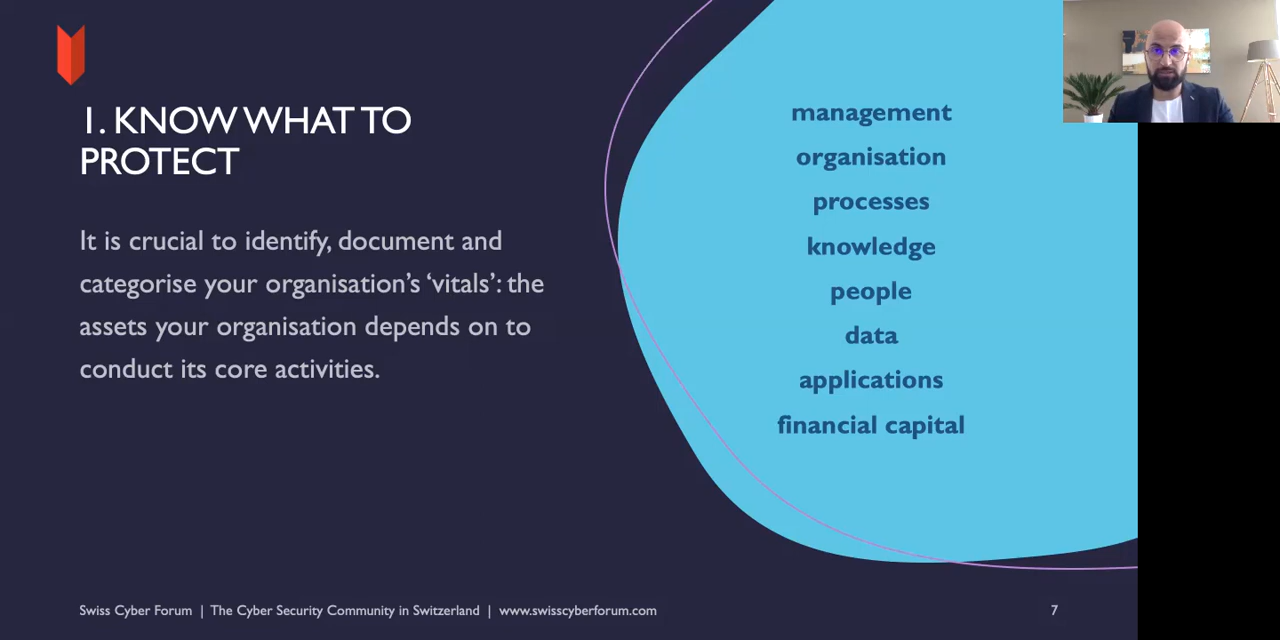 1. KNOW WHAT TO
PROTECT
It is crucial to identify, document and
categorise your organisation’s ‘vitals’: the
assets your organisation depends on to
conduct its core activities.
management
organisation
processes
knowledge
people
data
applications
financial capital
Swiss Cyber Forum | The Cyber Security Community in Switzerland | www.swisscyberforum.com
7